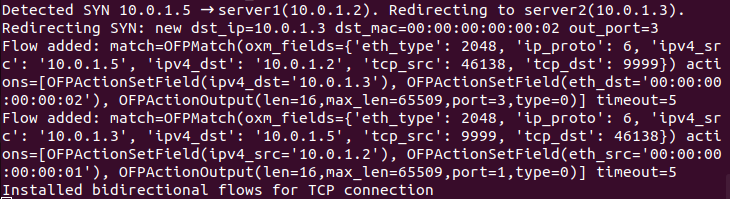 Detected SYN 10.0.1.5 →server1(10.0.1.2). Redirecting to server2(10.0.1.3).
Redirecting SYN: new dst_ip=10.0.1.3 dst_mac=00:00:00:00:00:02 out_port=3
Flow added: match=OFPMatch(oxm_fields={'eth_type': 2048, 'ip_proto': 6, 'ipv4_sr
c': '10.0.1.5', 'ipv4_dst': '10.0.1.2', 'tcp_src': 46138, 'tcp_dst': 9999}) acti
ons=[OFPActionSetField(ipv4_dst='10.0.1.3'), OFPActionSetField(eth_dst='00:00:00
:00:00:02'), OFPActionOutput(len=16,max_len=65509,port=3,type=0)] timeout=5
Flow added: match=OFPMatch(oxm_fields={'eth_type': 2048, 'ip_proto': 6, 'ipv4_sr
c': '10.0.1.3', 'ipv4_dst': '10.0.1.5', 'tcp_src': 9999, 'tcp_dst': 46138}) acti
ons=[OFPActionSetField(ipv4_src='10.0.1.2'), OFPActionSetField(eth_src='00:00:00
:00:00:01'), OFPActionOutput(len=16,max_len=65509,port=1,type=0)] timeout=5
Installed bidirectional flows for TCP connection